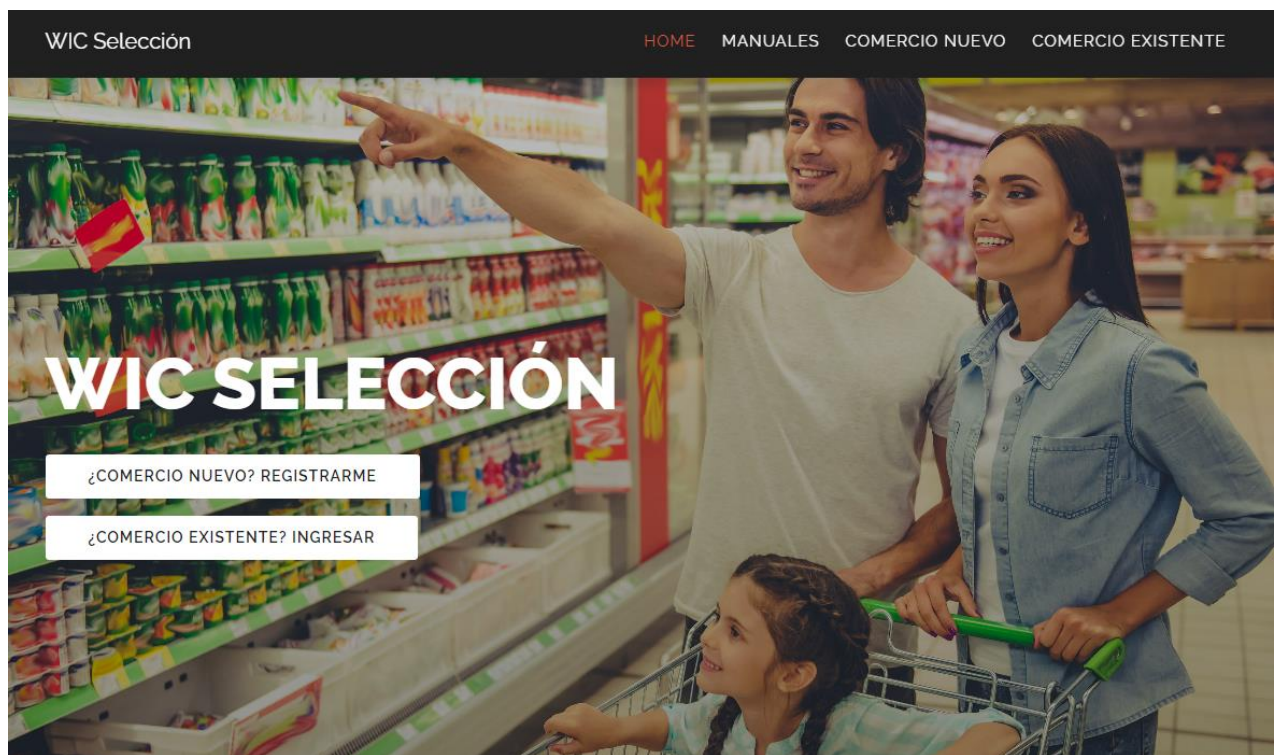 WIC Selección
HOME MANUALES COMERCIO NUEVO COMERCIO EXISTENTE
WIC SELECCIÓN
¿COMERCIO NUEVO? REGISTRARME
¿COMERCIO EXISTENTE? INGRESAR